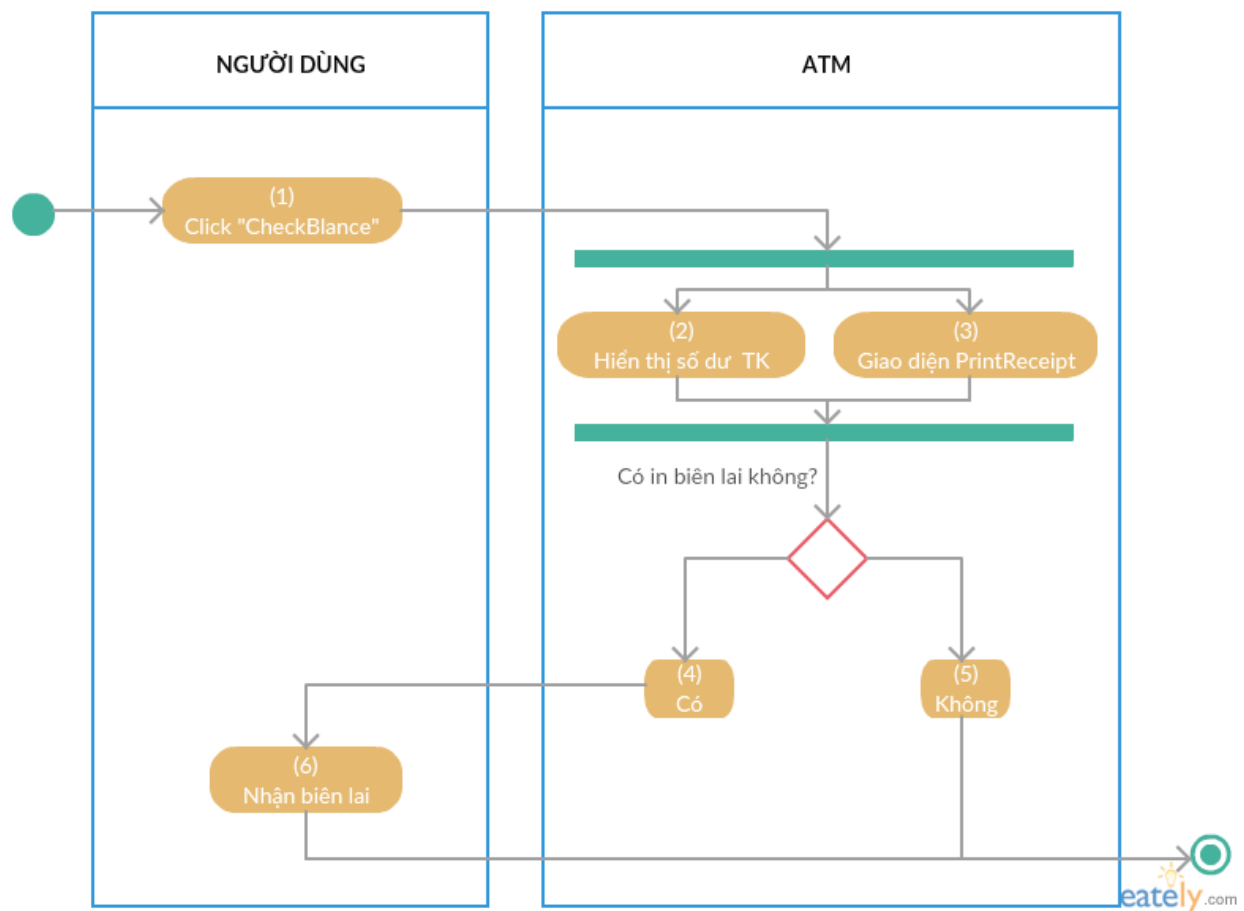 NGƯỜI DÙNG
ATM
(1)
Click "CheckBlance"
(2)
Hiển thị số dư TK
(3)
Giao diện PrintReceipt
Có in biên lai không?
(4)
Có
(5)
Không
(6)
Nhận biên lai
eately.com